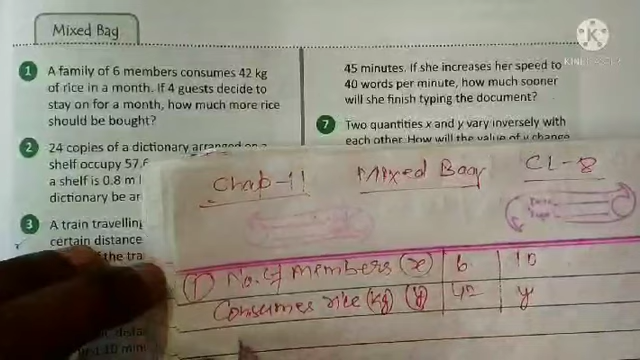 Mixed Bag
1 A family of 6 members consumes 42 kg
of rice in a month. If 4 guests decide to
stay on for a month, how much more rice
should be bought?
2 24 copies of a dictionary arranged on a
shelf occupy 57.6
a shelf is 0.8 m l
dictionary be ar
3 A train travelling
certain distance
the tra
45 minutes. If she increases her speed to
40 words per minute, how much sooner
will she finish typing the document?
7 Two quantities x and y vary inversely with
each other. How will the value of y change
KINEMASTER
Chap-11 Mixed Bag CL-8
Date
Page
(1) No. of members (x) 6 10
Consumes rice (kg) (y) 42 y